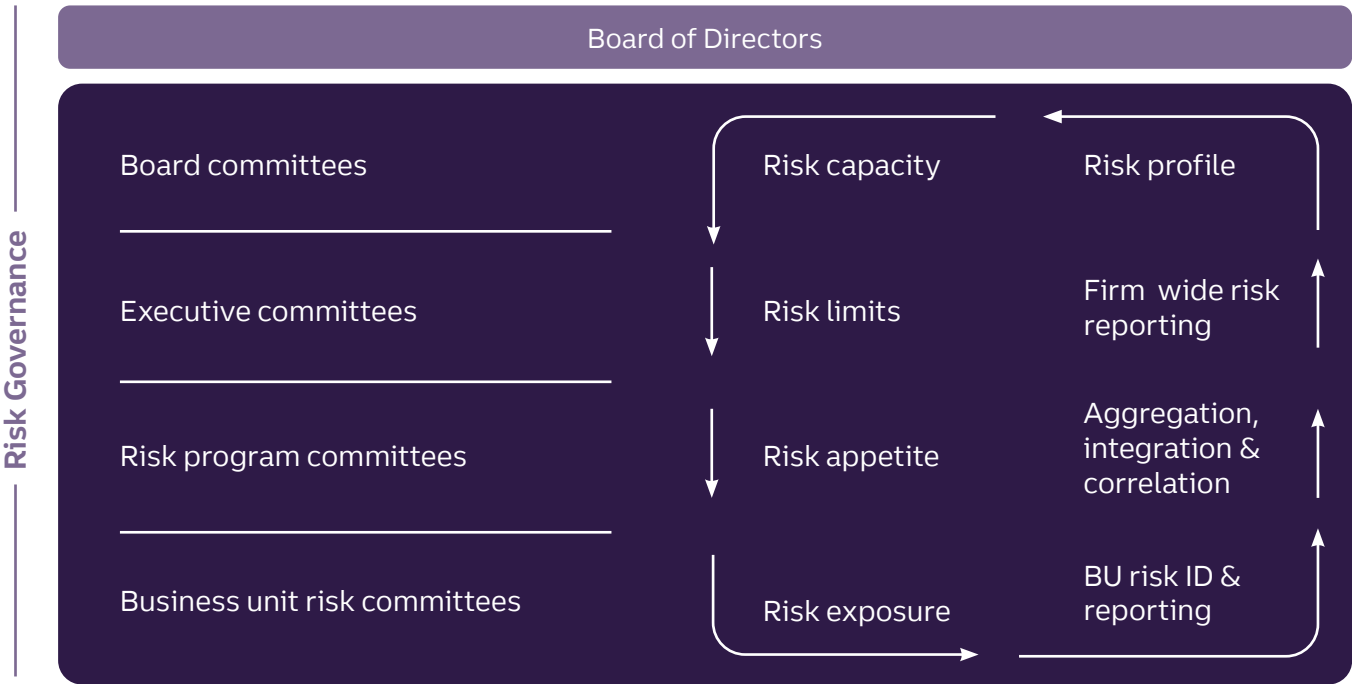 Risk Governance
Board of Directors
Board committees
Risk capacity
Risk profile
Executive committees
Risk limits
Firm wide risk
reporting
Risk program committees
Risk appetite
Aggregation,
integration &
correlation
Business unit risk committees
Risk exposure
BU risk ID &
reporting